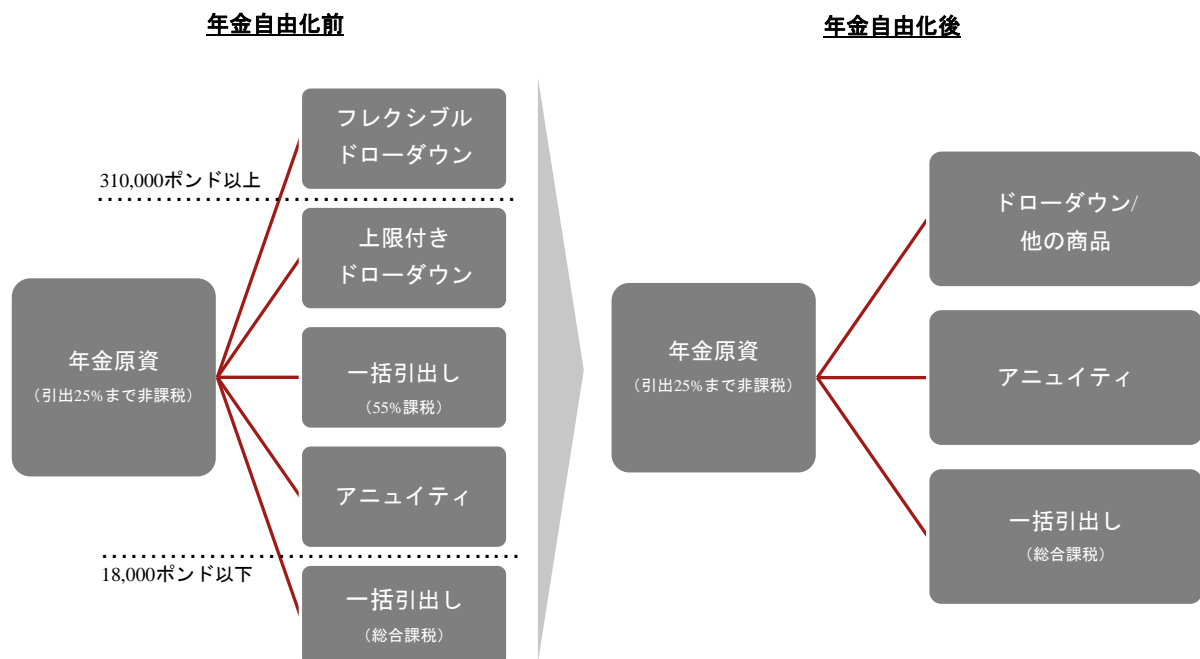 年金自由化前
フレクシブル
ドローダウン
310,000ポンド以上
上限付き
ドローダウン
年金原資
（引出25%まで非課税）
一括引出し
（55%課税）
アニュイティ
18,000ポンド以下
一括引出し
（総合課税）
年金自由化後
ドローダウン/
他の商品
年金原資
（引出25%まで非課税）
アニュイティ
一括引出し
（総合課税）